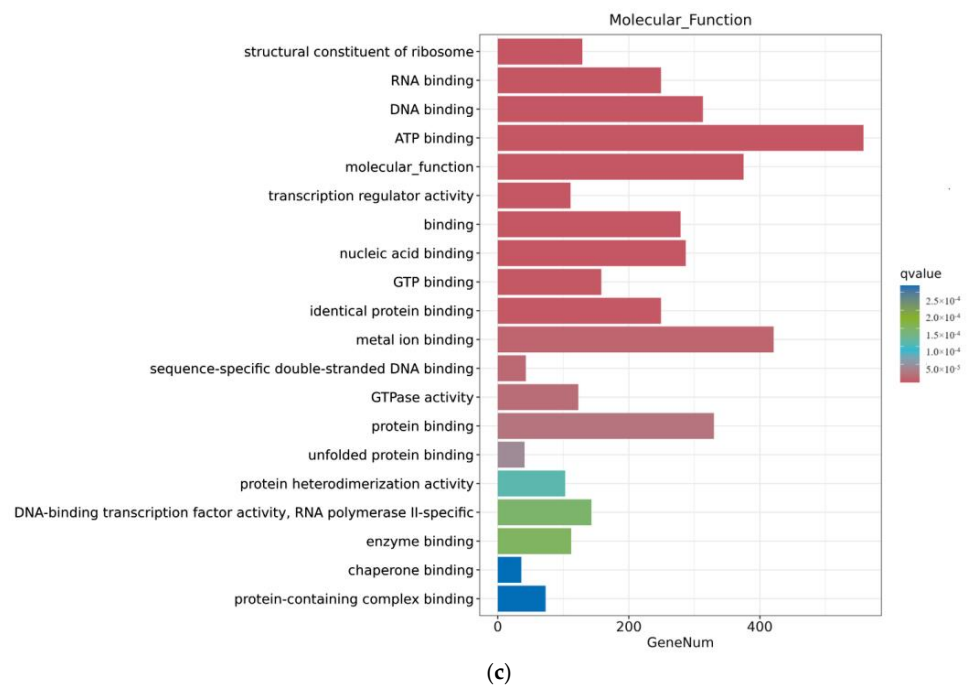 Molecular_Function
structural constituent of ribosome
RNA binding
DNA binding
ATP binding
molecular_function
transcription regulator activity
binding
nucleic acid binding
GTP binding
identical protein binding
metal ion binding
sequence-specific double-stranded DNA binding
GTPase activity
protein binding
unfolded protein binding
protein heterodimerization activity
DNA-binding transcription factor activity, RNA polymerase II-specific
enzyme binding
chaperone binding
protein-containing complex binding
0 200 400
GeneNum
qvalue
2.5×10⁻⁴
2.0×10⁻⁴
1.5×10⁻⁴
1.0×10⁻⁴
5.0×10⁻⁵
(c)